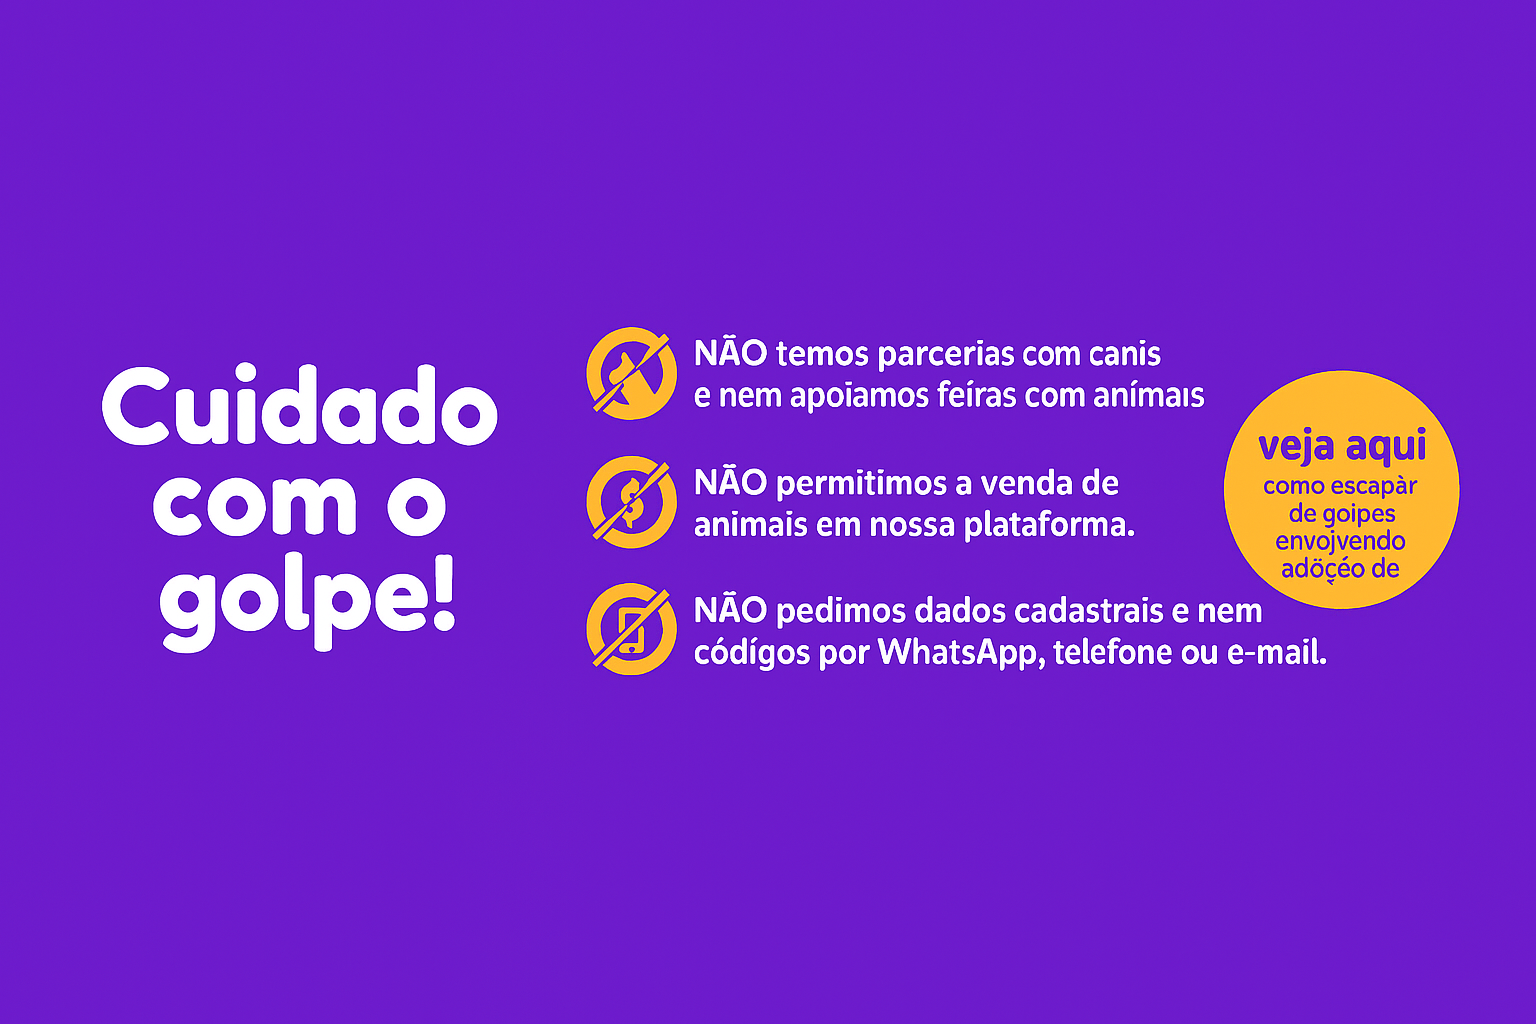 Cuidado
com o
golpe!
NÃO temos parcerias com canis
e nem apoiamos feíras com anímaıs
NÃO permitimos a venda de
animais em nossa plataforma.
NÃO pedimos dados cadastrais e nem
códígos por WhatsApp, telefone ou e-mail.
veja aqui
como escapàr
de goipes
envojvendo
adöçéo de